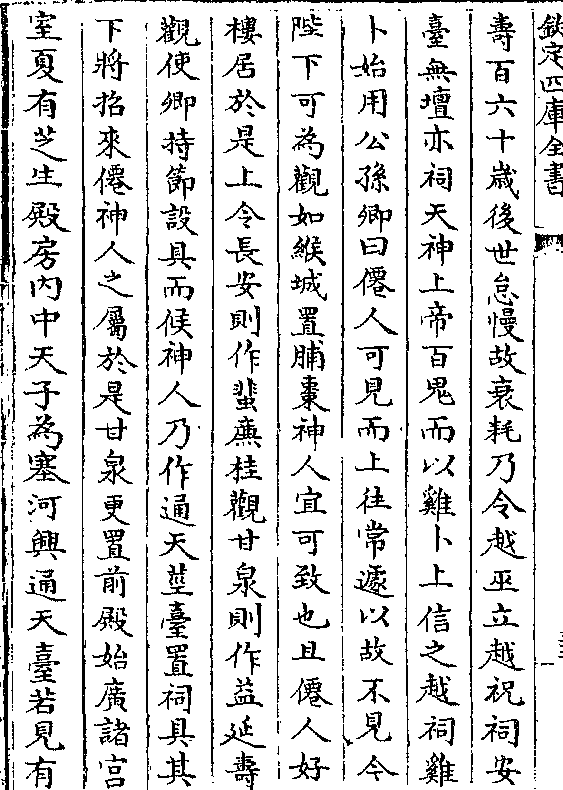 欽定四庫全書
壽百六十歳後世怠慢故衰耗乃令越巫立越祝祠安
臺無壇亦祠天神上帝百鬼而以雞卜上信之越祠雞
卜始用公孫卿曰僊人可見而上往常遽以故不見今
陛下可為觀如緱城置脯棗神人宜可致也且僊人好
樓居於是上令長安則作蜚廉桂觀甘泉則作益延壽
觀使卿持節設具而候神人乃作通天莖臺置祠具其
下將招來僊神人之屬於是甘泉更置前殿始廣諸宫
室夏有芝生殿房内中天子為塞河興通天臺若見有